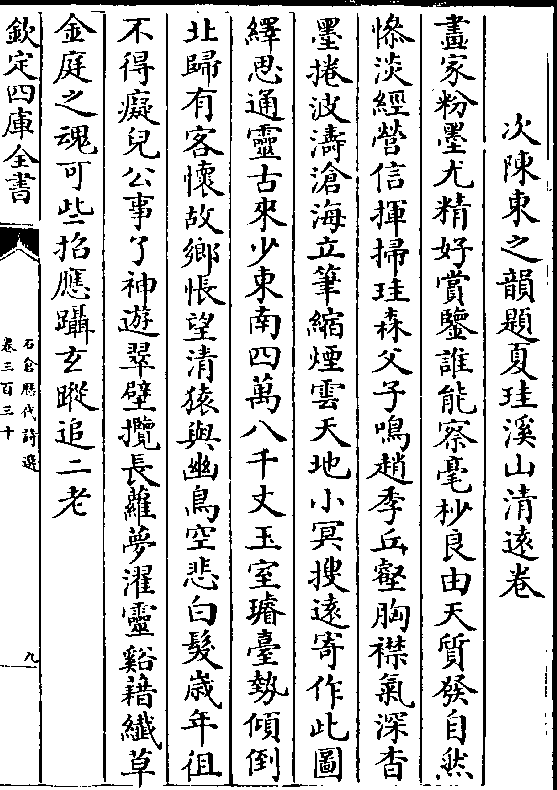 次陳東之韻題夏珪溪山清逺卷
畫家粉墨尤精好賞鑒誰能察毫杪良由天質發自然
慘淡經營信揮掃珪森父子鳴趙季丘壑胸襟氣深杳
墨捲波濤滄海立筆縮煙雲天地小冥搜逺寄作此圖
繹思通靈古來少東南四萬八千丈玉室璿臺勢傾倒
北歸有客懷故鄉悵望清猿與幽鳥空悲白髮嵗年徂
不得癡兒公事了神遊翠壁攬長蘿夢濯靈谿藉纎草
金庭之魂可些招應躡玄蹤追二老
欽定四庫全書
石倉歷代詩選
卷三百三十
九